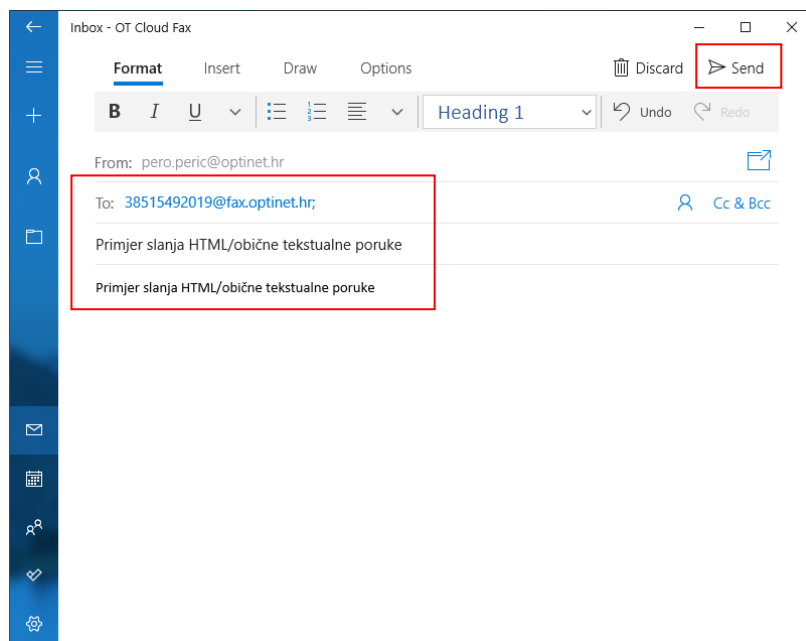 Inbox - OT Cloud Fax
Format Insert Draw Options Discard Send
B I U Heading 1 Undo Redo
From: pero.peric@optinet.hr
To: 38515492019@fax.optinet.hr; Cc & Bcc
Primjer slanja HTML/obične tekstualne poruke
Primjer slanja HTML/obične tekstualne poruke